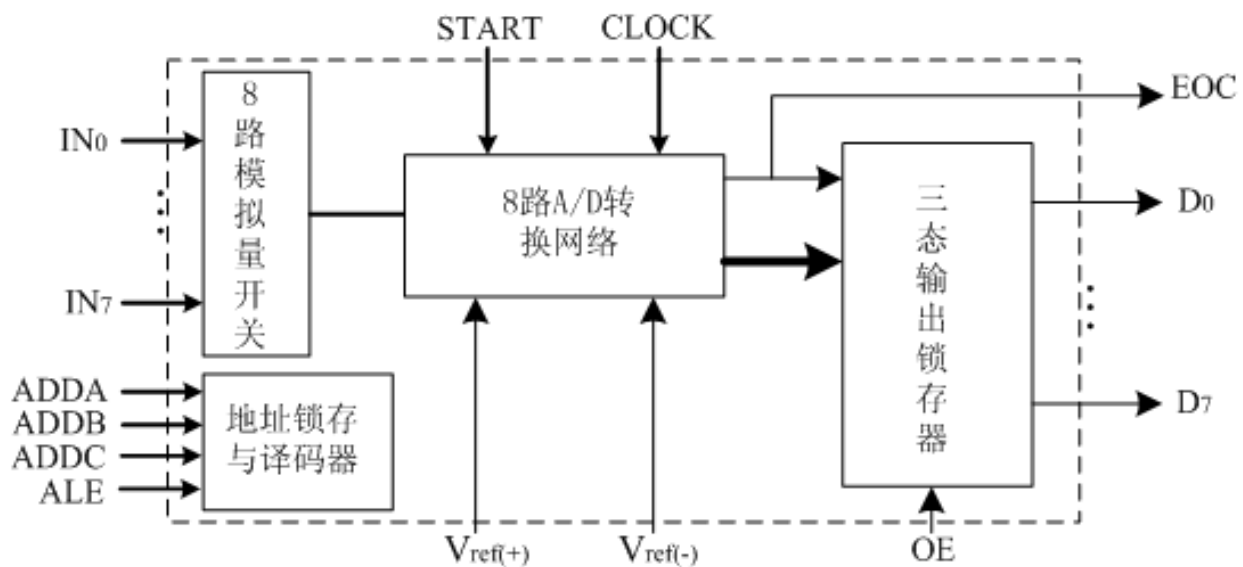 START
CLOCK
EOC
8
路
模
拟
量
开
关
IN0
IN7
8路A/D转
换网络
三
态
输
出
锁
存
器
D0
D7
ADDA
ADDB
ADDC
ALE
地址锁存
与译码器
Vref(+)
Vref(-)
OE